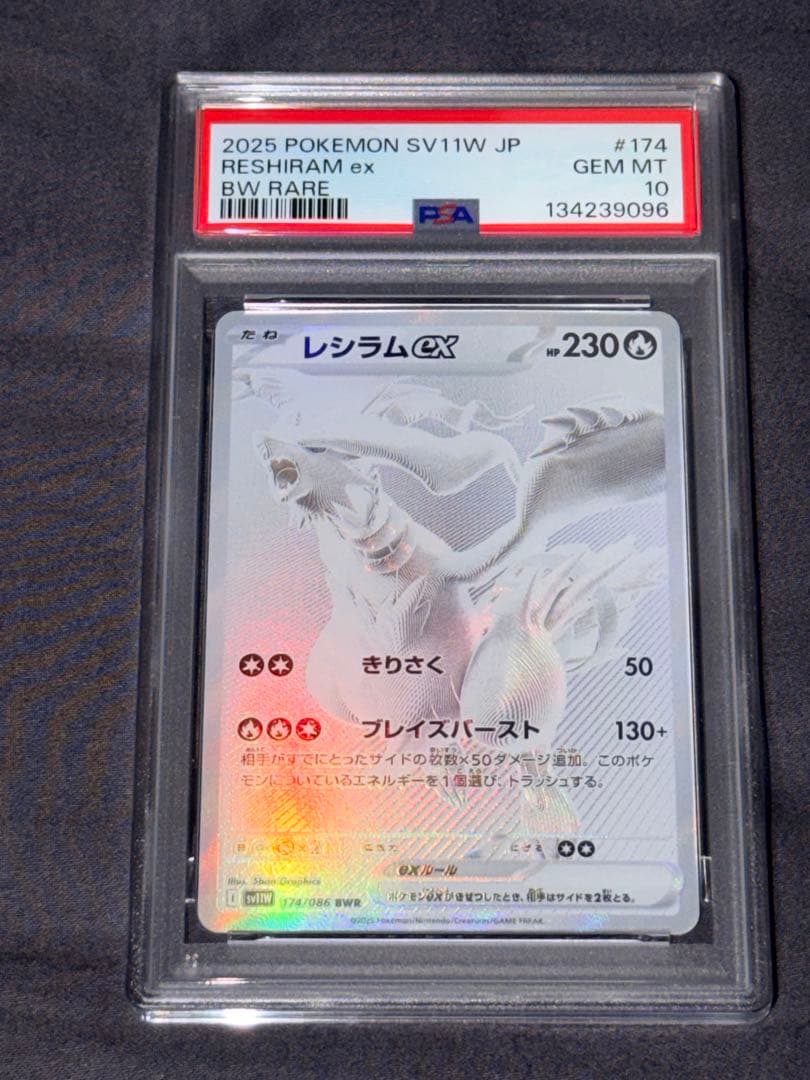 2025 POKEMON SV11W JP #174
RESHIRAM ex GEM MT
BW RARE 10
PSA 134239096
たね レシラムex HP230
きりさく 50
ブレイズバースト 130+
相手がすでにとったサイドの枚数×50ダメージ追加。このポケ
モンについているエネルギーを1個選び、トラッシュする。
×2 にげる
exルール
Illus. 5ban Graphics
I sv11W 174/086 BWR ポケモンexがきぜつしたとき、相手はサイドを2枚とる。
©2025 Pokémon/Nintendo/Creatures/GAME FREAK.